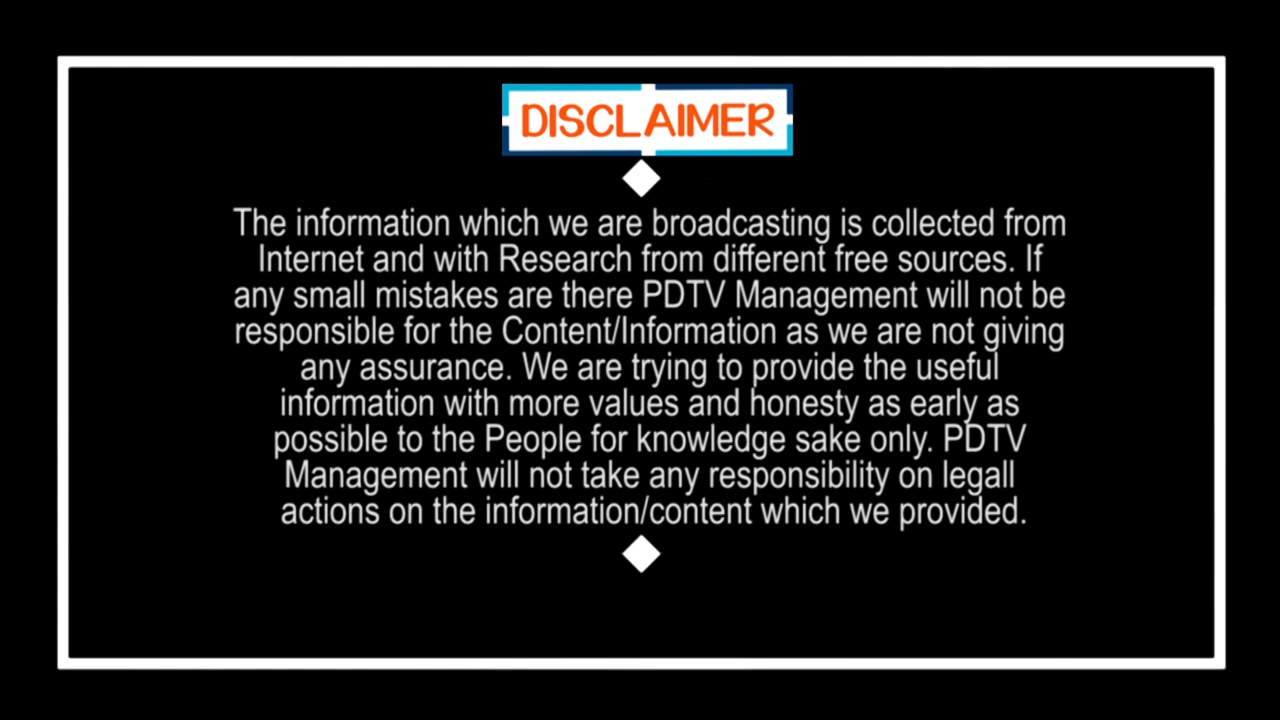 DISCLAIMER
The information which we are broadcasting is collected from
Internet and with Research from different free sources. If
any small mistakes are there PDTV Management will not be
responsible for the Content/Information as we are not giving
any assurance. We are trying to provide the useful
information with more values and honesty as early as
possible to the People for knowledge sake only. PDTV
Management will not take any responsibility on legall
actions on the information/content which we provided.